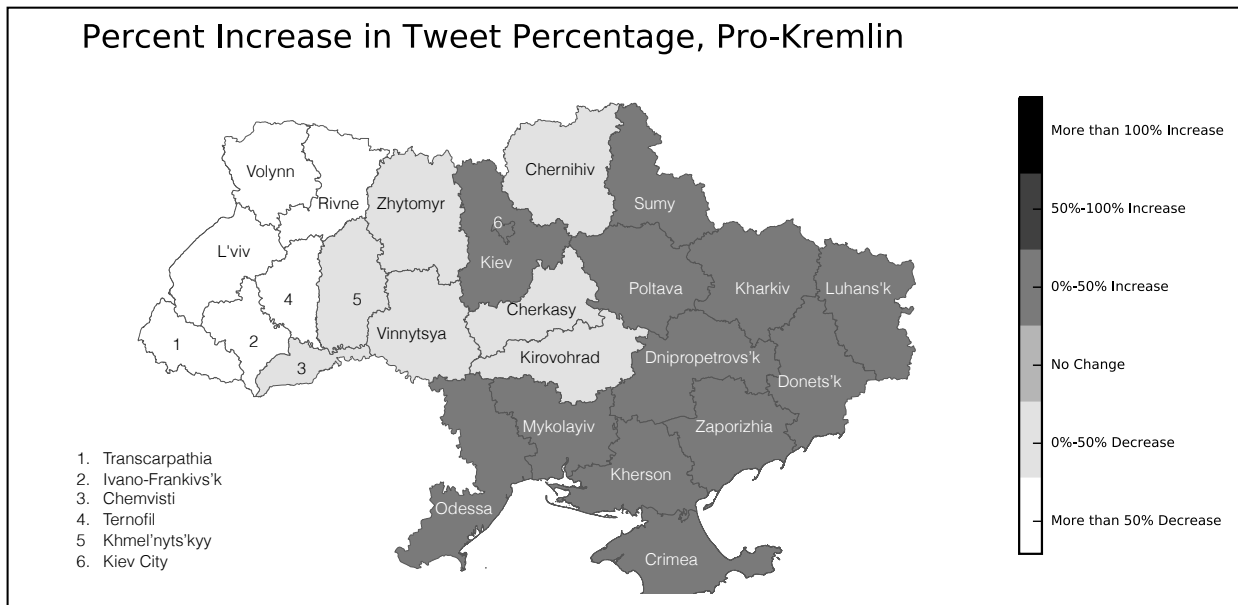 Percent Increase in Tweet Percentage, Pro-Kremlin
More than 100% Increase
50%-100% Increase
0%-50% Increase
No Change
0%-50% Decrease
More than 50% Decrease
Volynn
Rivne
Zhytomyr
Chernihiv
Sumy
6
Kiev
L'viv
4
5
Poltava
Kharkiv
Luhans'k
Cherkasy
Vinnytsya
1
2
3
Kirovohrad
Dnipropetrovs'k
Donets'k
Mykolayiv
Zaporizhia
Kherson
Odessa
Crimea
1. Transcarpathia
2. Ivano-Frankivs'k
3. Chemvisti
4. Ternofil
5 Khmel'nyts'kyy
6. Kiev City